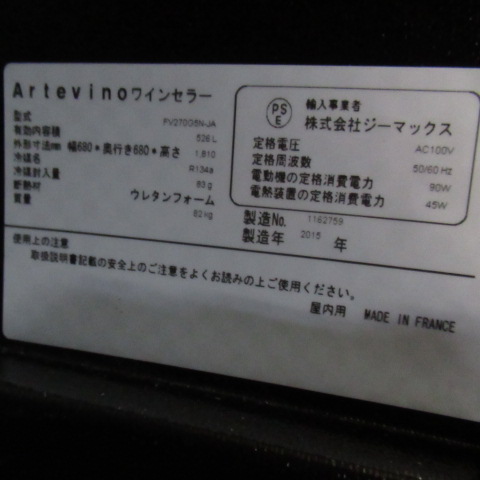 Artevinoワインセラー
型式 FV270G5N-JA
有効内容積 526 L
外形寸法mm 幅680*奥行き680*高さ 1,810
冷媒名 R134a
冷媒封入量 83 g
断熱材 ウレタンフォーム
質量 82 kg
PS
E
輸入事業者
株式会社ジーマックス
定格電圧 AC100V
定格周波数 50/60 Hz
電動機の定格消費電力 90W
電熱装置の定格消費電力 45W
製造No. 1162759
製造年 2015 年
使用上の注意
取扱説明書記載の安全上のご注意をよくお読みの上ご使用ください。
屋内用 MADE IN FRANCE